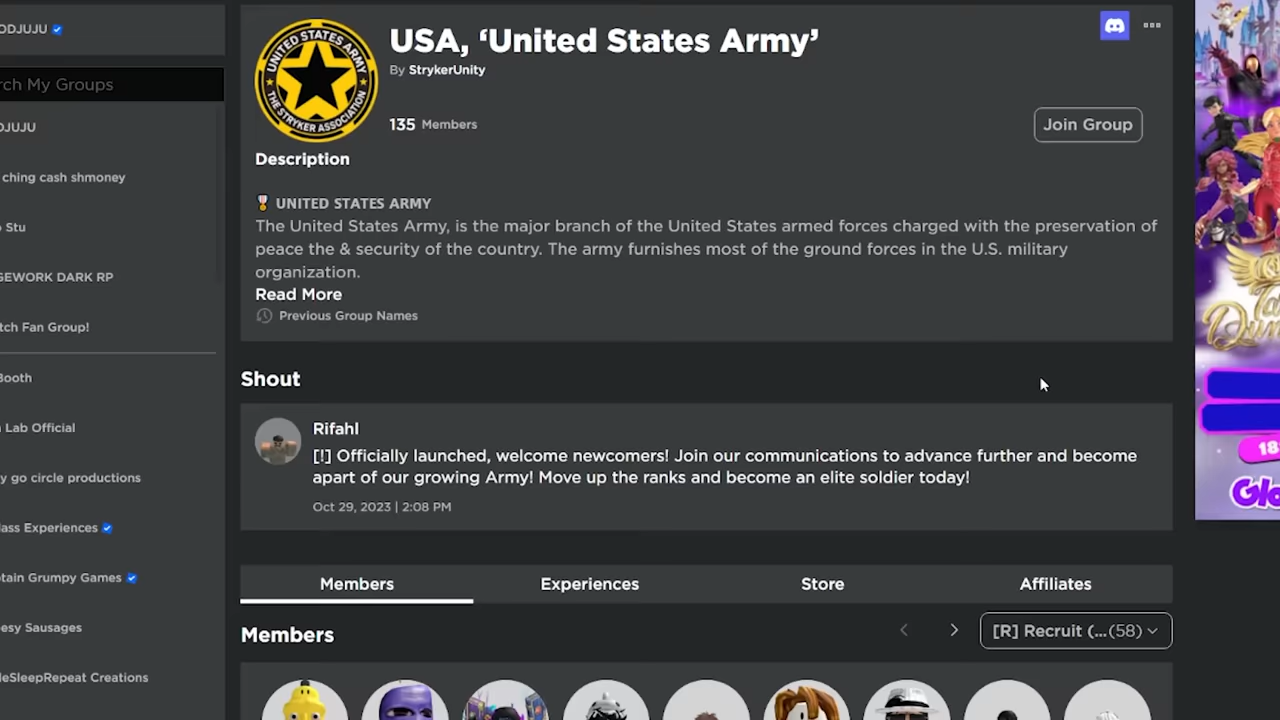 ODJUJU
rch My Groups
DJUJU
ching cash shmoney
Stu
GEWORK DARK RP
tch Fan Group!
Booth
Lab Official
y go circle productions
lass Experiences
tain Grumpy Games
esy Sausages
leSleepRepeat Creations
UNITED STATES ARMY
THE STRYKER ASSOCIATION
USA, ‘United States Army’
By StrykerUnity
135 Members
Join Group
Description
UNITED STATES ARMY
The United States Army, is the major branch of the United States armed forces charged with the preservation of
peace the & security of the country. The army furnishes most of the ground forces in the U.S. military
organization.
Read More
Previous Group Names
Shout
Rifahl
[!] Officially launched, welcome newcomers! Join our communications to advance further and become
apart of our growing Army! Move up the ranks and become an elite soldier today!
Oct 29, 2023 | 2:08 PM
Members Experiences Store Affiliates
Members
[R] Recruit (...(58)
18